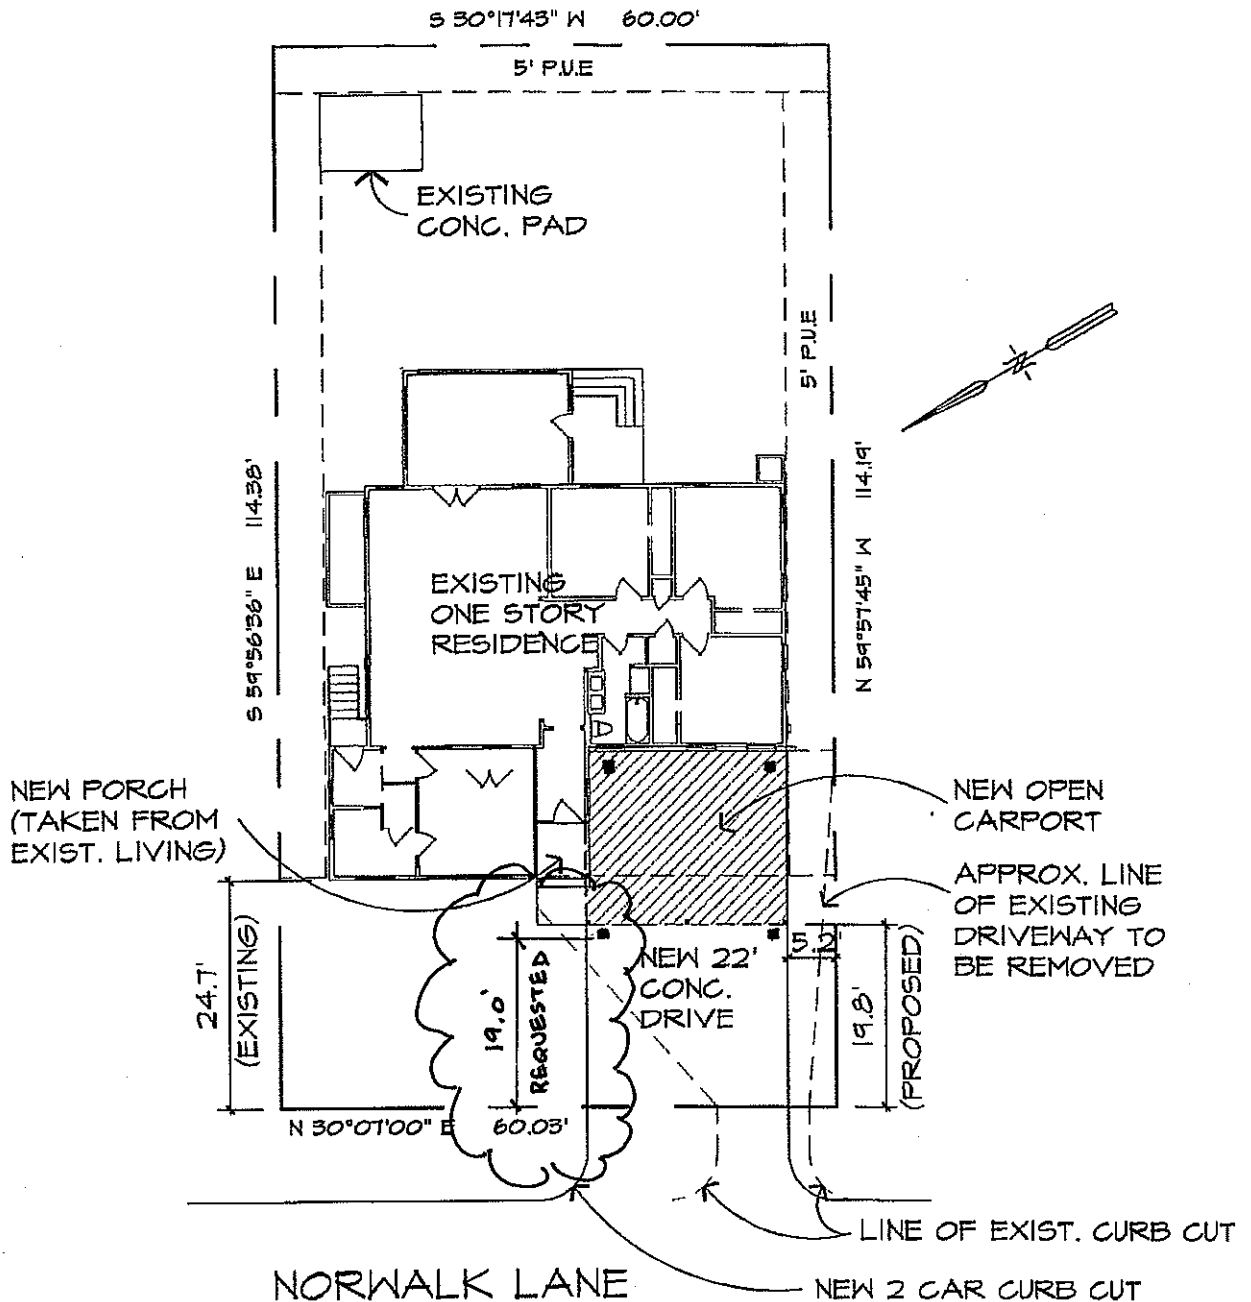 S 30°17'43" W 60.00'
5' P.U.E
EXISTING
CONC. PAD
5' P.U.E
S 59°56'36" E 114.38'
N 59°57'45" W 114.19'
EXISTING
ONE STORY
RESIDENCE
NEW PORCH
(TAKEN FROM
EXIST. LIVING)
NEW OPEN
CARPORT
APPROX. LINE
OF EXISTING
DRIVEWAY TO
BE REMOVED
24.7'
(EXISTING)
19.0'
REQUESTED
NEW 22'
CONC.
DRIVE
5.2
19.8'
(PROPOSED)
N 30°07'00" E 60.03'
LINE OF EXIST. CURB CUT
NORWALK LANE
NEW 2 CAR CURB CUT